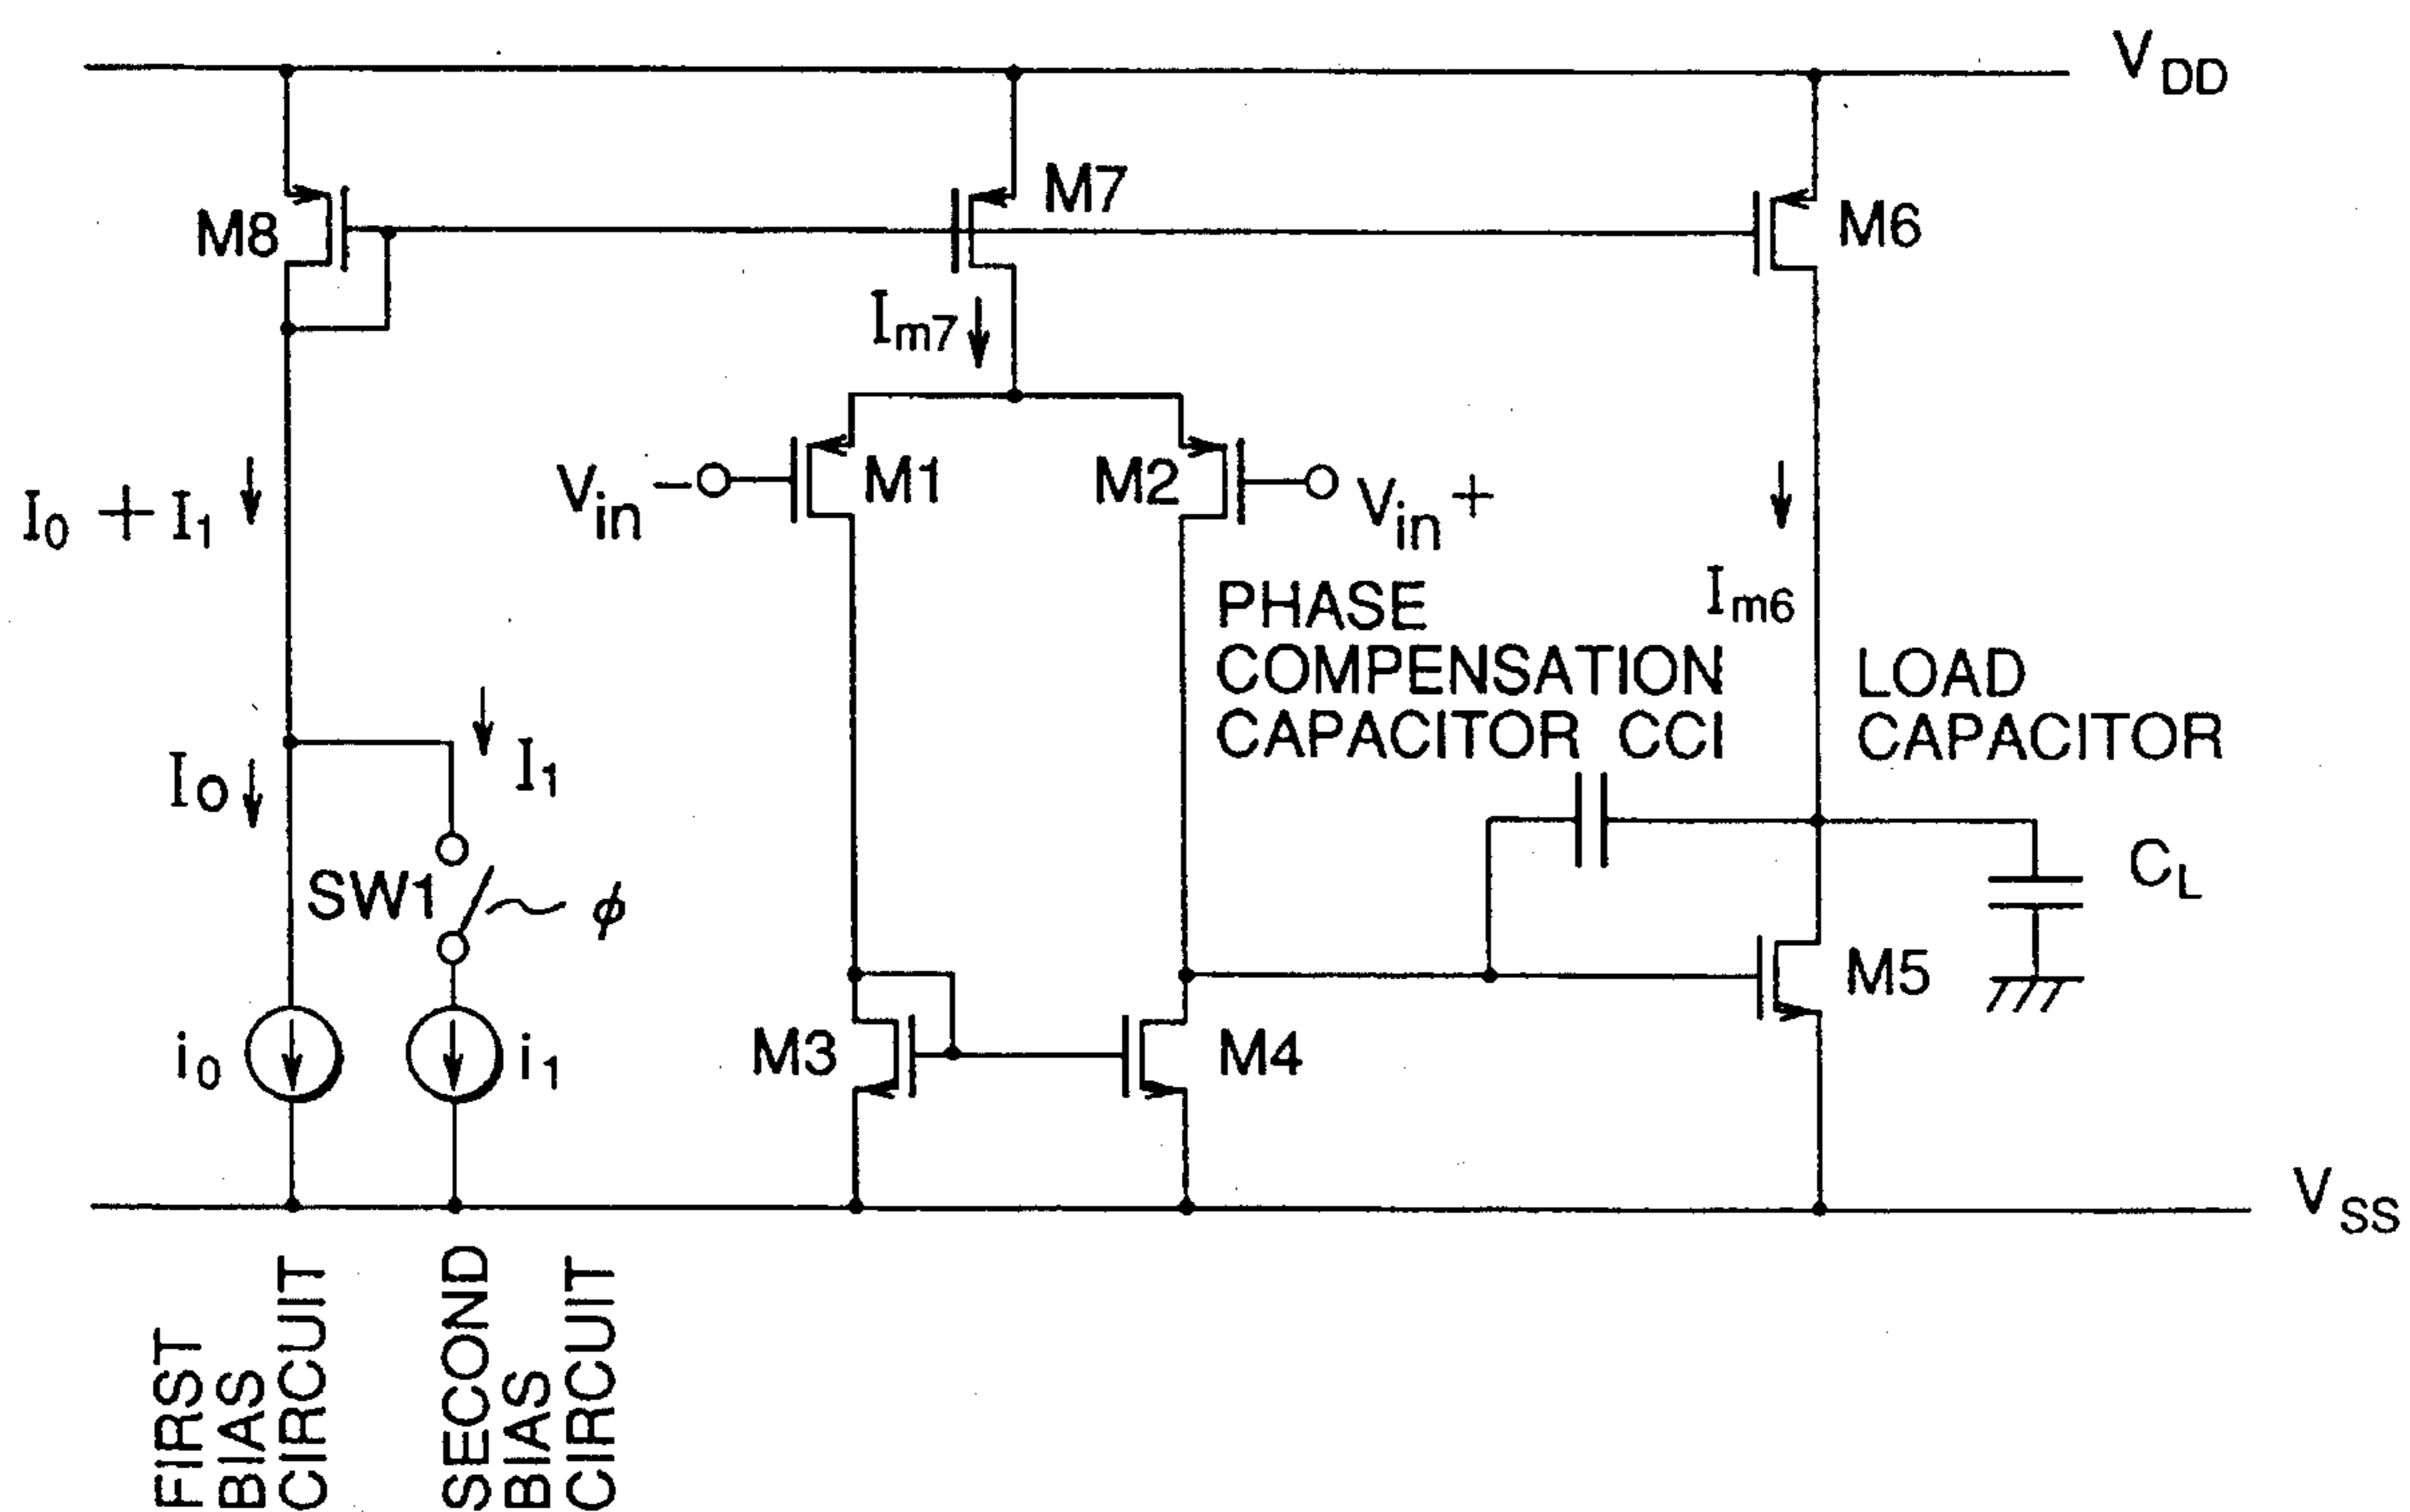 VDD
M8
M7
M6
Im7
Vin −
M1
M2
Vin +
I0 + I1
Im6
PHASE
COMPENSATION
CAPACITOR CCI
LOAD
CAPACITOR
I0
I1
SW1
ϕ
CL
M5
i0
i1
M3
M4
VSS
FIRST
BIAS
CIRCUIT
SECOND
BIAS
CIRCUIT